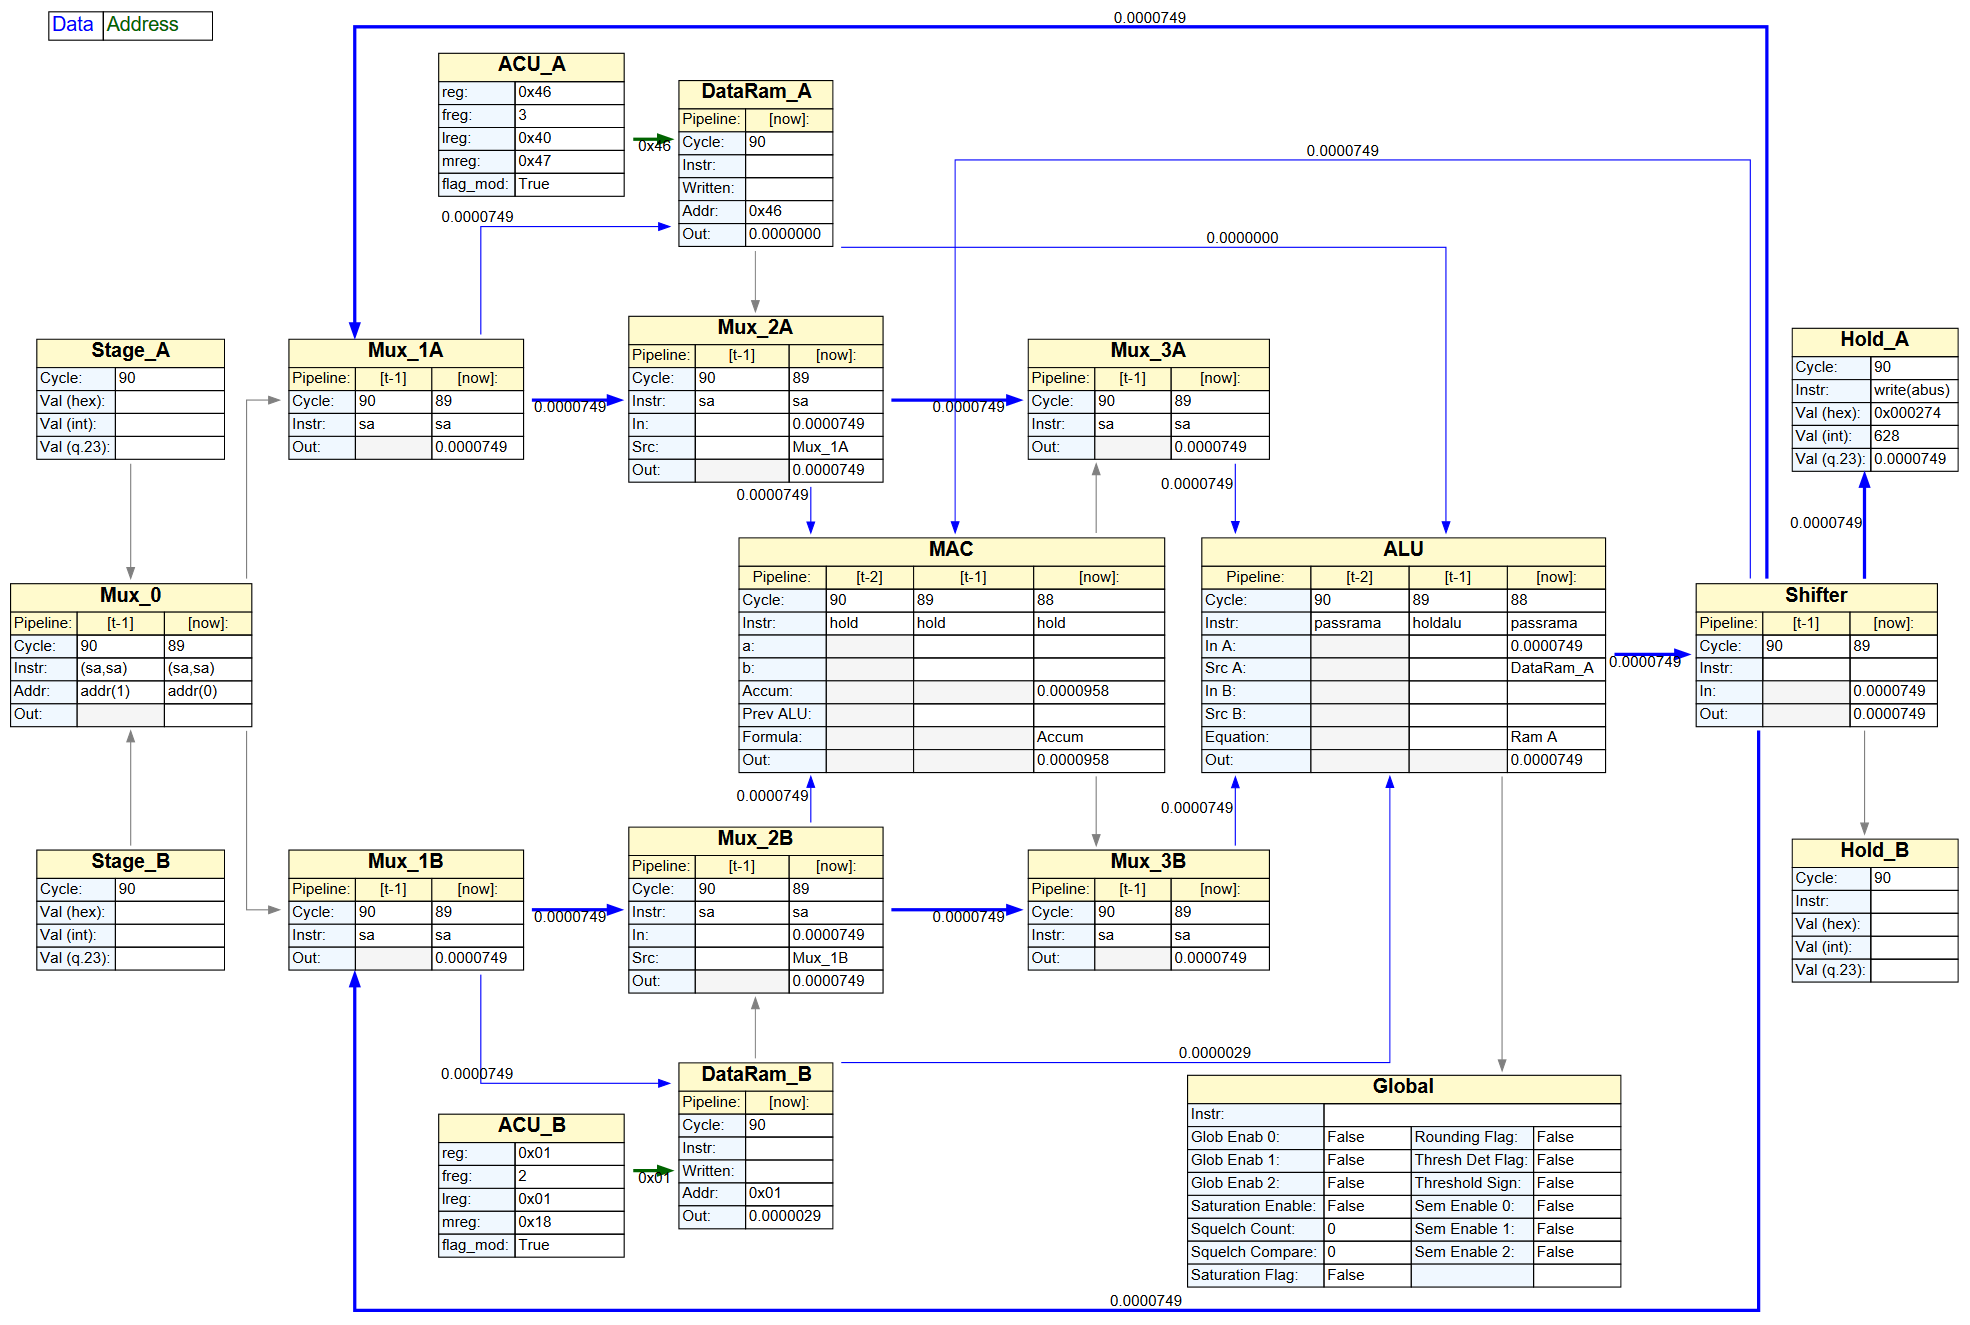 Data Address
0.0000749
ACU_A
reg: 0x46
freg: 3
lreg: 0x40
mreg: 0x47
flag_mod: True
0x46
DataRam_A
Pipeline: [now]:
Cycle: 90
Instr:
Written:
Addr: 0x46
Out: 0.0000000
0.0000749
0.0000749
0.0000000
Stage_A
Cycle: 90
Val (hex):
Val (int):
Val (q.23):
Mux_1A
Pipeline: [t-1] [now]:
Cycle: 90 89
Instr: sa sa
Out: 0.0000749
0.0000749
Mux_2A
Pipeline: [t-1] [now]:
Cycle: 90 89
Instr: sa sa
In: 0.0000749
Src: Mux_1A
Out: 0.0000749
0.0000749
0.0000749
Mux_3A
Pipeline: [t-1] [now]:
Cycle: 90 89
Instr: sa sa
Out: 0.0000749
0.0000749
Hold_A
Cycle: 90
Instr: write(abus)
Val (hex): 0x000274
Val (int): 628
Val (q.23): 0.0000749
0.0000749
Mux_0
Pipeline: [t-1] [now]:
Cycle: 90 89
Instr: (sa,sa) (sa,sa)
Addr: addr(1) addr(0)
Out:
MAC
Pipeline: [t-2] [t-1] [now]:
Cycle: 90 89 88
Instr: hold hold hold
a:
b:
Accum: 0.0000958
Prev ALU:
Formula: Accum
Out: 0.0000958
ALU
Pipeline: [t-2] [t-1] [now]:
Cycle: 90 89 88
Instr: passrama holdalu passrama
In A: 0.0000749
Src A: DataRam_A
In B:
Src B:
Equation: Ram A
Out: 0.0000749
0.0000749
Shifter
Pipeline: [t-1] [now]:
Cycle: 90 89
Instr:
In: 0.0000749
Out: 0.0000749
0.0000749
0.0000749
Stage_B
Cycle: 90
Val (hex):
Val (int):
Val (q.23):
Mux_1B
Pipeline: [t-1] [now]:
Cycle: 90 89
Instr: sa sa
Out: 0.0000749
0.0000749
Mux_2B
Pipeline: [t-1] [now]:
Cycle: 90 89
Instr: sa sa
In: 0.0000749
Src: Mux_1B
Out: 0.0000749
0.0000749
Mux_3B
Pipeline: [t-1] [now]:
Cycle: 90 89
Instr: sa sa
Out: 0.0000749
Hold_B
Cycle: 90
Instr:
Val (hex):
Val (int):
Val (q.23):
0.0000749
0.0000029
DataRam_B
Pipeline: [now]:
Cycle: 90
Instr:
Written:
Addr: 0x01
Out: 0.0000029
ACU_B
reg: 0x01
freg: 2
lreg: 0x01
mreg: 0x18
flag_mod: True
0x01
Global
Instr:
Glob Enab 0: False Rounding Flag: False
Glob Enab 1: False Thresh Det Flag: False
Glob Enab 2: False Threshold Sign: False
Saturation Enable: False Sem Enable 0: False
Squelch Count: 0 Sem Enable 1: False
Squelch Compare: 0 Sem Enable 2: False
Saturation Flag: False
0.0000749